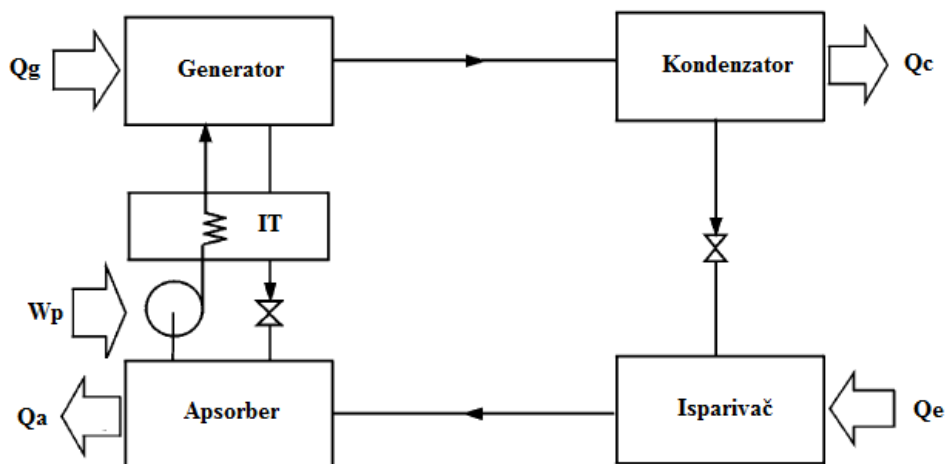 Qg
Generator
Kondenzator
Qc
IT
Wp
Qa
Apsorber
Isparivač
Qe